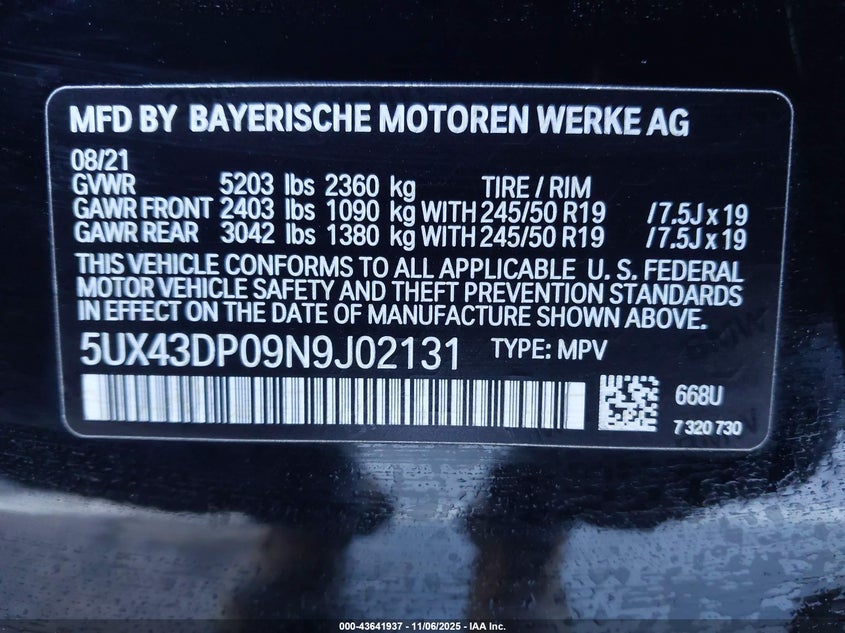 MFD BY BAYERISCHE MOTOREN WERKE AG
08/21
GVWR 5203 lbs 2360 kg TIRE / RIM
GAWR FRONT 2403 lbs 1090 kg WITH 245/50 R19 /7.5J x 19
GAWR REAR 3042 lbs 1380 kg WITH 245/50 R19 /7.5J x 19
THIS VEHICLE CONFORMS TO ALL APPLICABLE U. S. FEDERAL
MOTOR VEHICLE SAFETY AND THEFT PREVENTION STANDARDS
IN EFFECT ON THE DATE OF MANUFACTURE SHOWN ABOVE.
5UX43DP09N9J02131 TYPE: MPV
668U
7 320 730
000-43641937 - 11/06/2025 - IAA Inc.